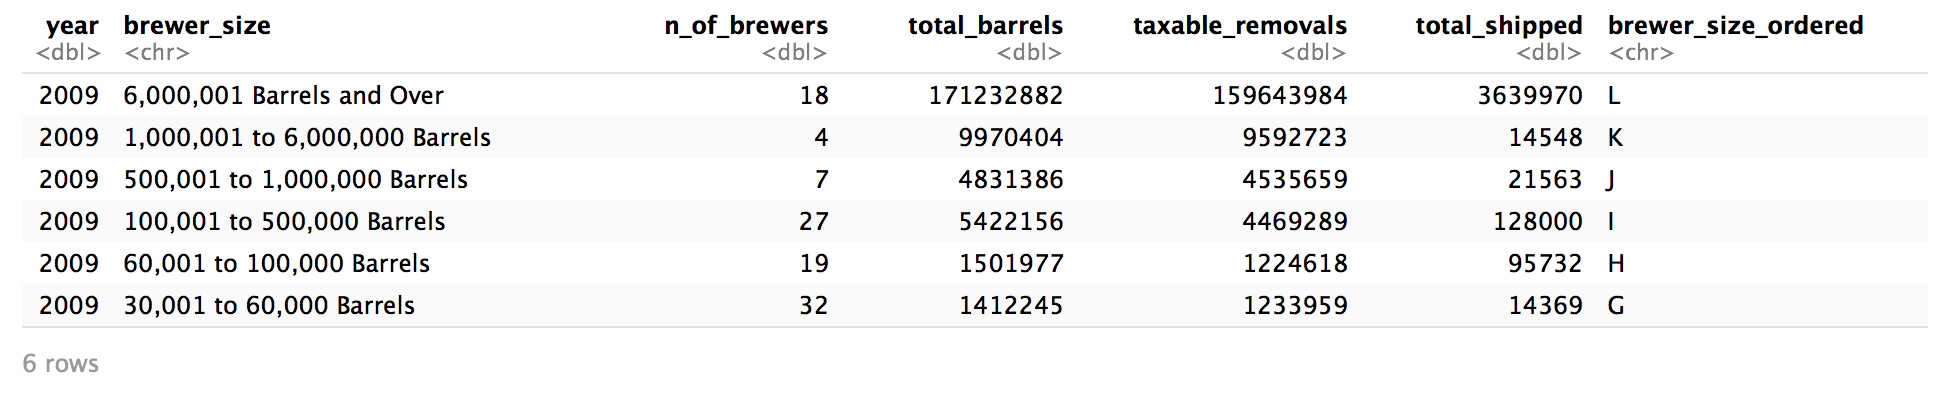 year brewer_size n_of_brewers total_barrels taxable_removals total_shipped brewer_size_ordered
<dbl> <chr> <dbl> <dbl> <dbl> <dbl> <chr>
2009 6,000,001 Barrels and Over 18 171232882 159643984 3639970 L
2009 1,000,001 to 6,000,000 Barrels 4 9970404 9592723 14548 K
2009 500,001 to 1,000,000 Barrels 7 4831386 4535659 21563 J
2009 100,001 to 500,000 Barrels 27 5422156 4469289 128000 I
2009 60,001 to 100,000 Barrels 19 1501977 1224618 95732 H
2009 30,001 to 60,000 Barrels 32 1412245 1233959 14369 G
6 rows